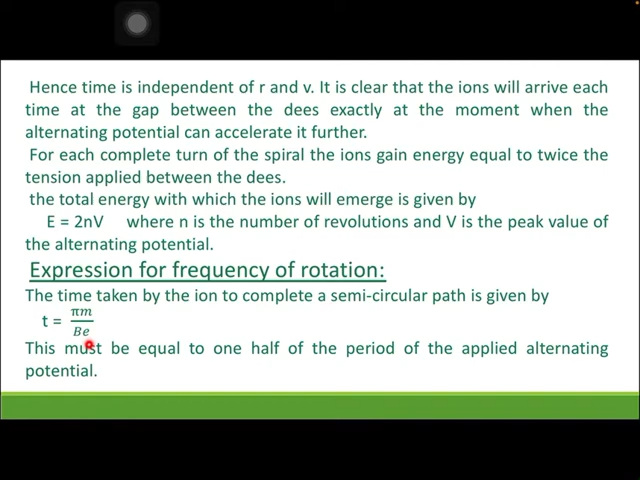 Hence time is independent of r and v. It is clear that the ions will arrive each
time at the gap between the dees exactly at the moment when the
alternating potential can accelerate it further.
For each complete turn of the spiral the ions gain energy equal to twice the
tension applied between the dees.
the total energy with which the ions will emerge is given by
E = 2nV where n is the number of revolutions and V is the peak value of
the alternating potential.
Expression for frequency of rotation:
The time taken by the ion to complete a semi-circular path is given by
t = πm/Be
This must be equal to one half of the period of the applied alternating
potential.